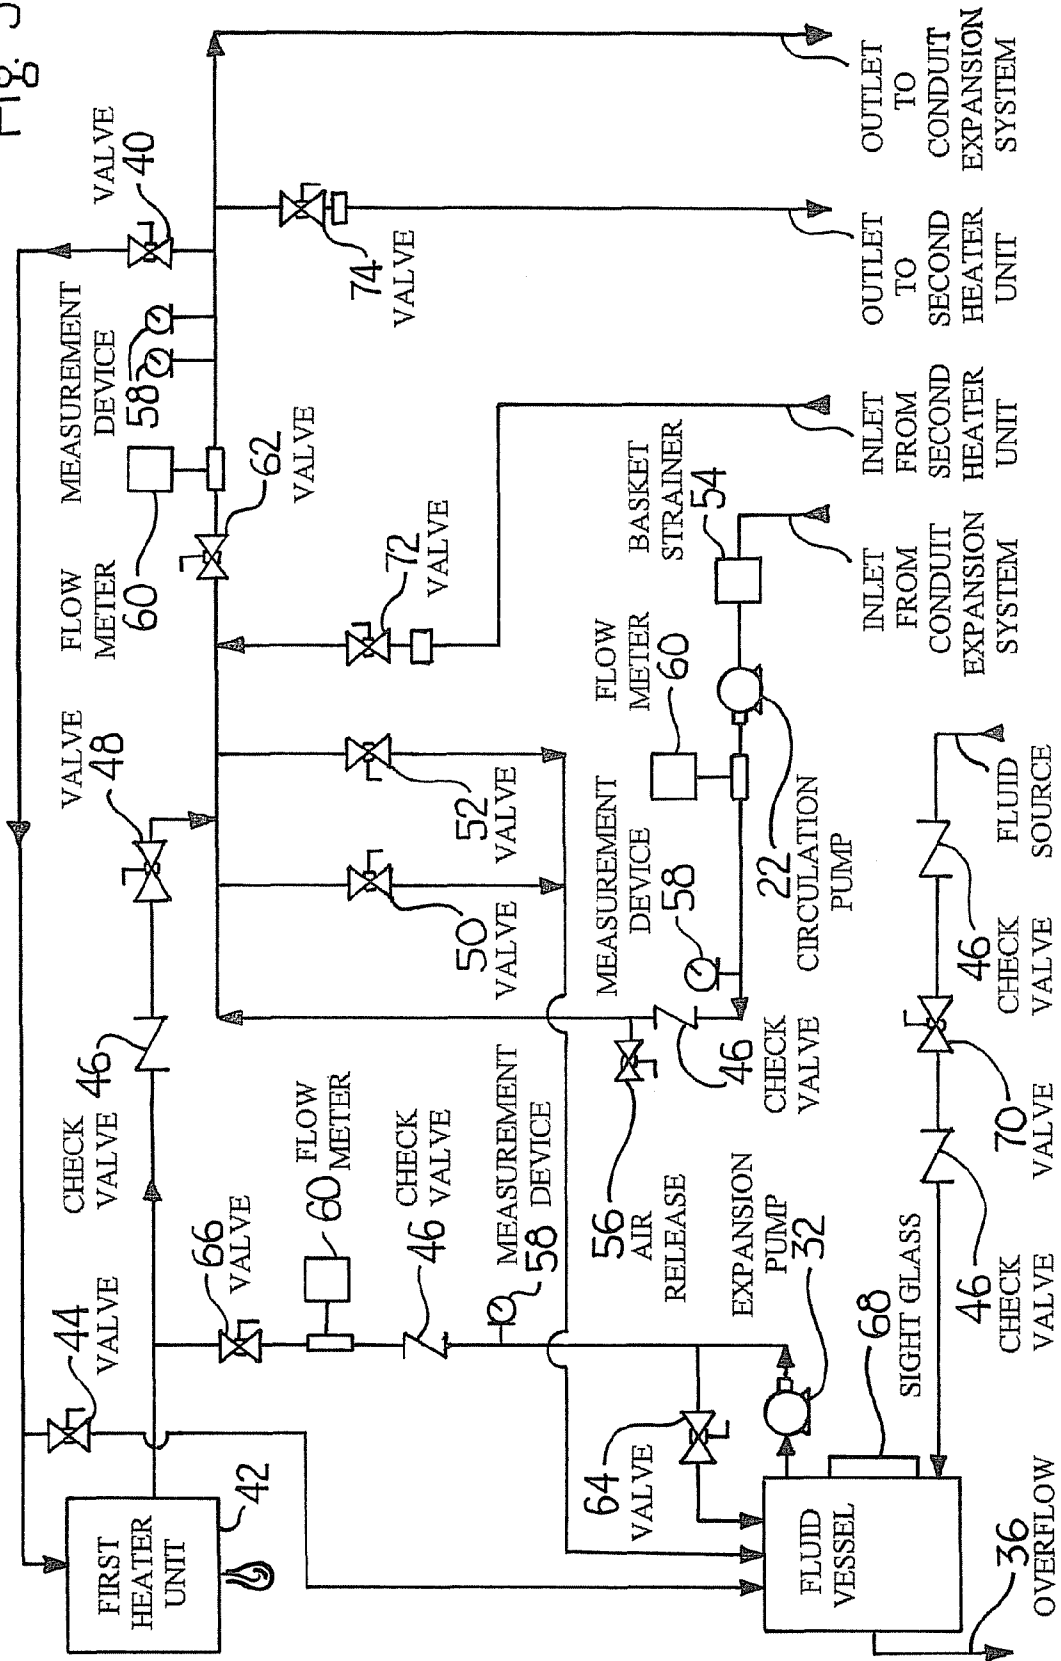 Fig.
FIRST
HEATER
UNIT
42
44
VALVE
CHECK
VALVE
46
VALVE
48
FLOW
METER
60
MEASUREMENT
DEVICE
58
VALVE
40
66
VALVE
FLOW
METER
60
CHECK
VALVE
46
MEASUREMENT
DEVICE
58
50
VALVE
52
VALVE
72
VALVE
62
VALVE
74
VALVE
64
VALVE
56
AIR
RELEASE
MEASUREMENT
DEVICE
58
FLOW
METER
60
BASKET
STRAINER
54
EXPANSION
PUMP
32
46
CHECK
VALVE
22
CIRCULATION
PUMP
FLUID
VESSEL
68
SIGHT GLASS
36
OVERFLOW
46
CHECK
VALVE
70
VALVE
46
CHECK
VALVE
FLUID
SOURCE
INLET
FROM
CONDUIT
EXPANSION
SYSTEM
INLET
FROM
SECOND
HEATER
UNIT
OUTLET
TO
SECOND
HEATER
UNIT
OUTLET
TO
CONDUIT
EXPANSION
SYSTEM